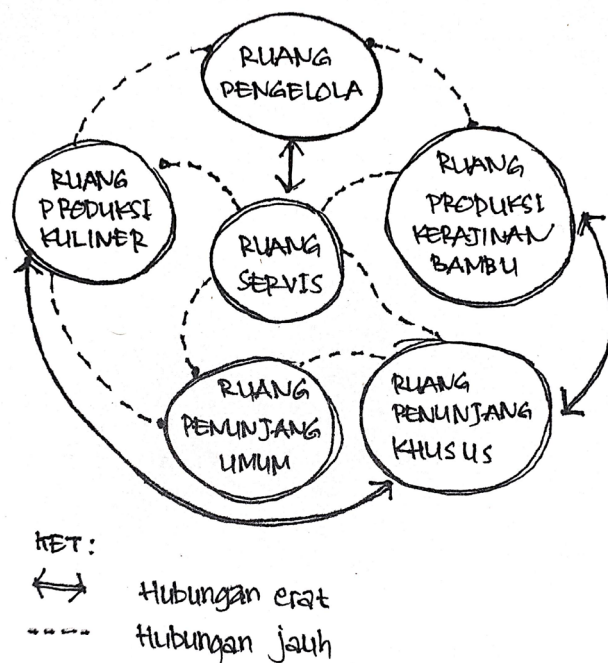 RUANG
PENGELOLA
RUANG
PRODUKSI
KULINER
RUANG
SERVIS
RUANG
PRODUKSI
KERAJINAN
BAMBU
RUANG
PENUNJANG
UMUM
RUANG
PENUNJANG
KHUSUS
KET:
Hubungan erat
Hubungan jauh